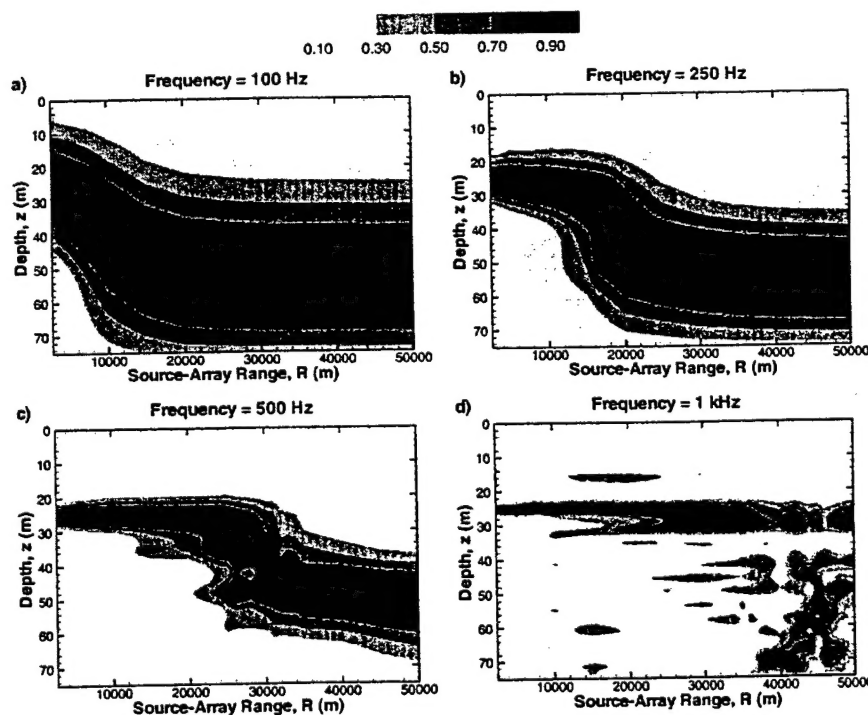 0.10 0.30 0.50 0.70 0.90
a) Frequency = 100 Hz
0
10
20
30
40
50
60
70
Depth, z (m)
10000 20000 30000 40000 50000
Source-Array Range, R (m)
b) Frequency = 250 Hz
0
10
20
30
40
50
60
70
Depth, z (m)
10000 20000 30000 40000 50000
Source-Array Range, R (m)
c) Frequency = 500 Hz
0
10
20
30
40
50
60
70
Depth, z (m)
10000 20000 30000 40000 50000
Source-Array Range, R (m)
d) Frequency = 1 kHz
0
10
20
30
40
50
60
70
Depth, z (m)
10000 20000 30000 40000 50000
Source-Array Range, R (m)